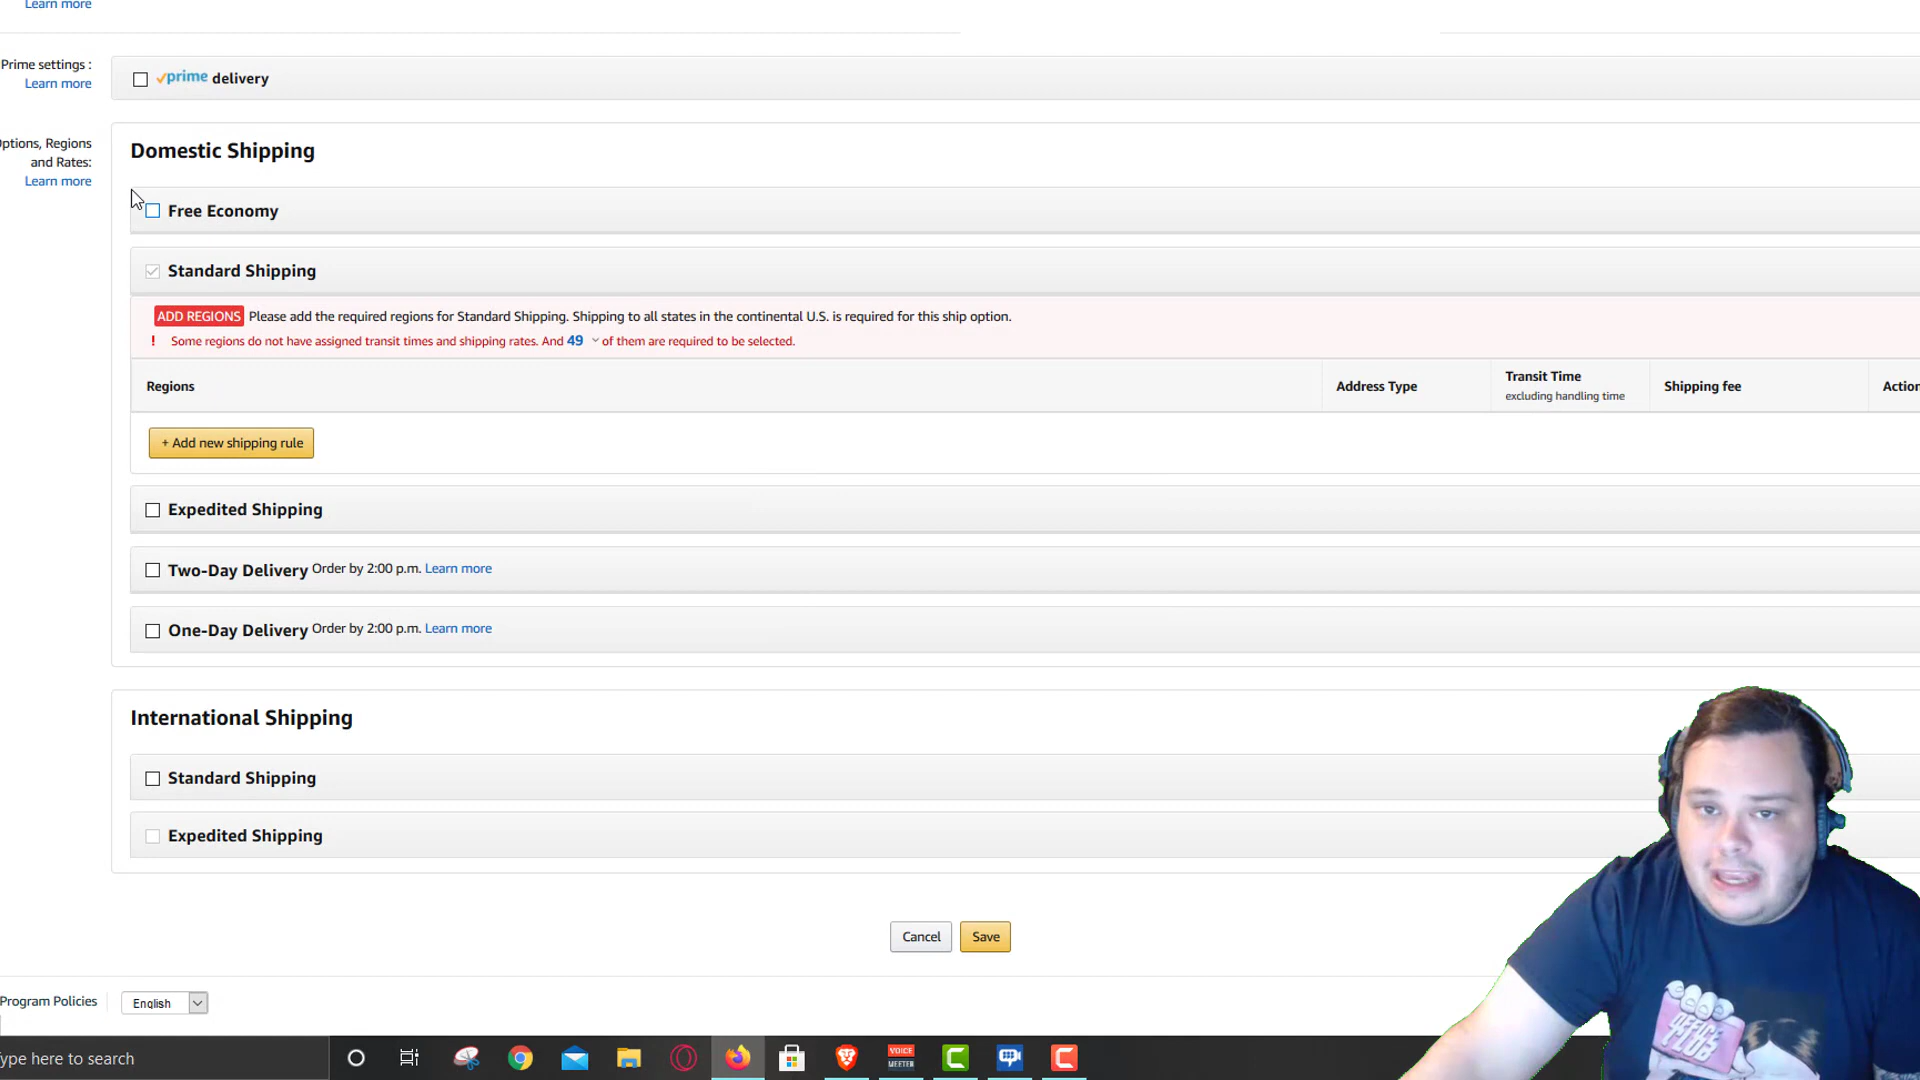 Learn more
Prime settings :
Learn more
prime delivery
Options, Regions
and Rates:
Learn more
Domestic Shipping
Free Economy
Standard Shipping
ADD REGIONS Please add the required regions for Standard Shipping. Shipping to all states in the continental U.S. is required for this ship option.
! Some regions do not have assigned transit times and shipping rates. And 49 of them are required to be selected.
Regions
Address Type
Transit Time
excluding handling time
Shipping fee
Action
+ Add new shipping rule
Expedited Shipping
Two-Day Delivery Order by 2:00 p.m. Learn more
One-Day Delivery Order by 2:00 p.m. Learn more
International Shipping
Standard Shipping
Expedited Shipping
Cancel
Save
Program Policies
English
ype here to search
VOICE
MEETER